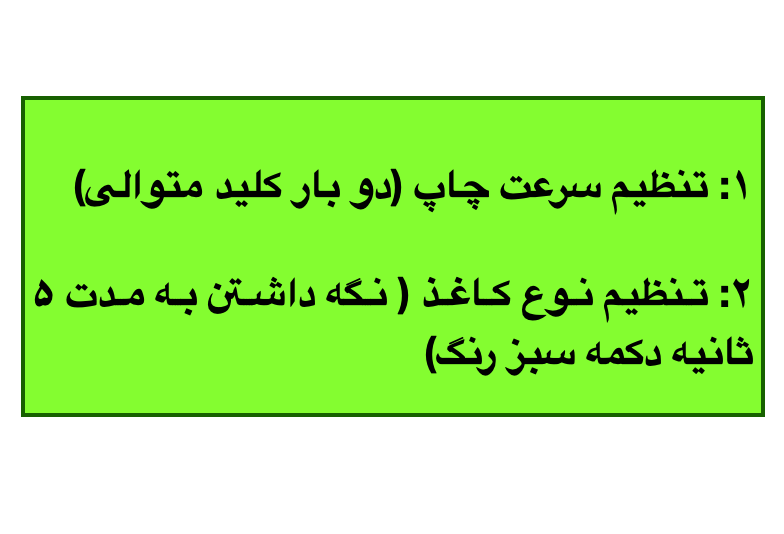 ۱: تنظیم سرعت چاپ (دو بار کلید متوالی)
۲: تنظیم نوع کاغذ ( نگه داشتن به مدت ۵
ثانیه دکمه سبز رنگ)